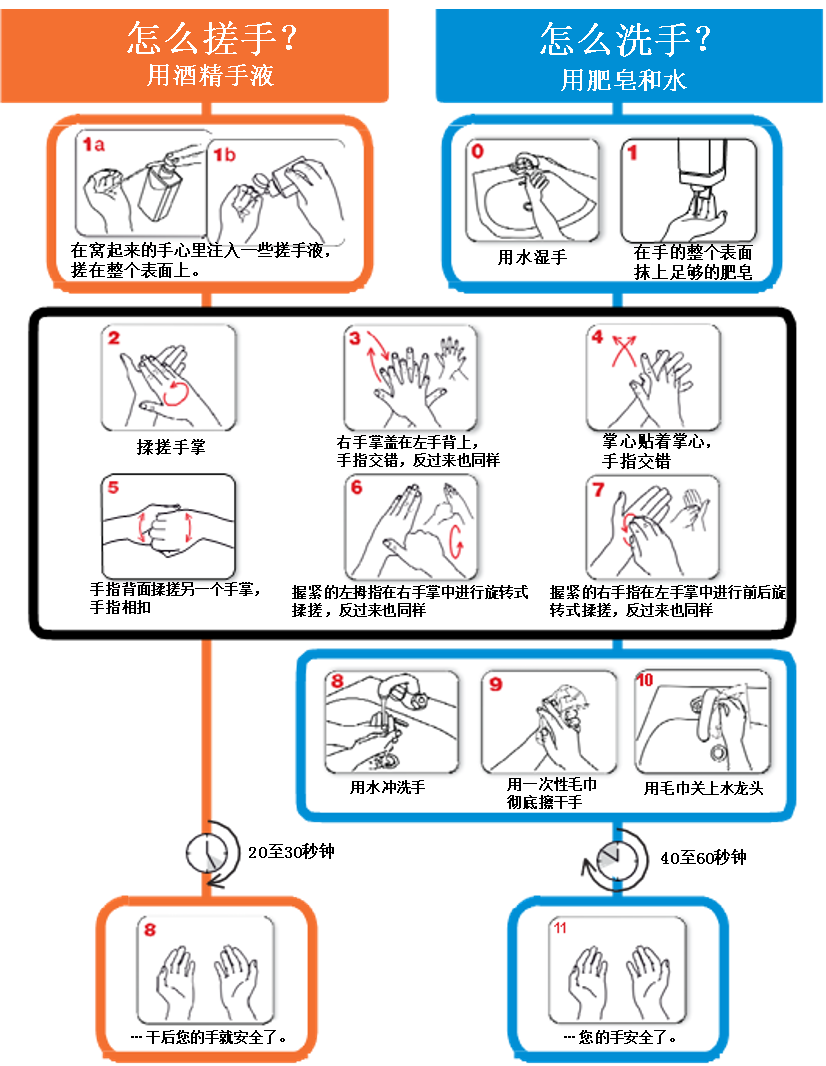 怎么搓手？
用酒精手液
怎么洗手？
用肥皂和水
1a
1b
在窝起来的手心里注入一些搓手液，
搓在整个表面上。
0
用水湿手
1
在手的整个表面
抹上足够的肥皂
2
揉搓手掌
3
右手掌盖在左手背上，
手指交错，反过来也同样
4
掌心贴着掌心，
手指交错
5
手指背面揉搓另一个手掌，
手指相扣
6
握紧的左拇指在右手掌中进行旋转式
揉搓，反过来也同样
7
握紧的右手指在左手掌中进行前后旋
转式揉搓，反过来也同样
8
用水冲洗手
9
用一次性毛巾
彻底擦干手
10
用毛巾关上水龙头
20至30秒钟
40至60秒钟
8
…干后您的手就安全了。
11
…您的手安全了。